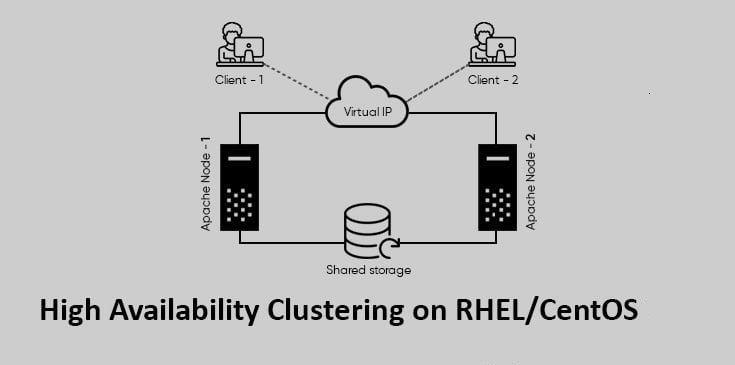 Client - 1
Client - 2
Virtual IP
Apache Node - 1
Apache Node - 2
Shared storage
High Availability Clustering on RHEL/CentOS